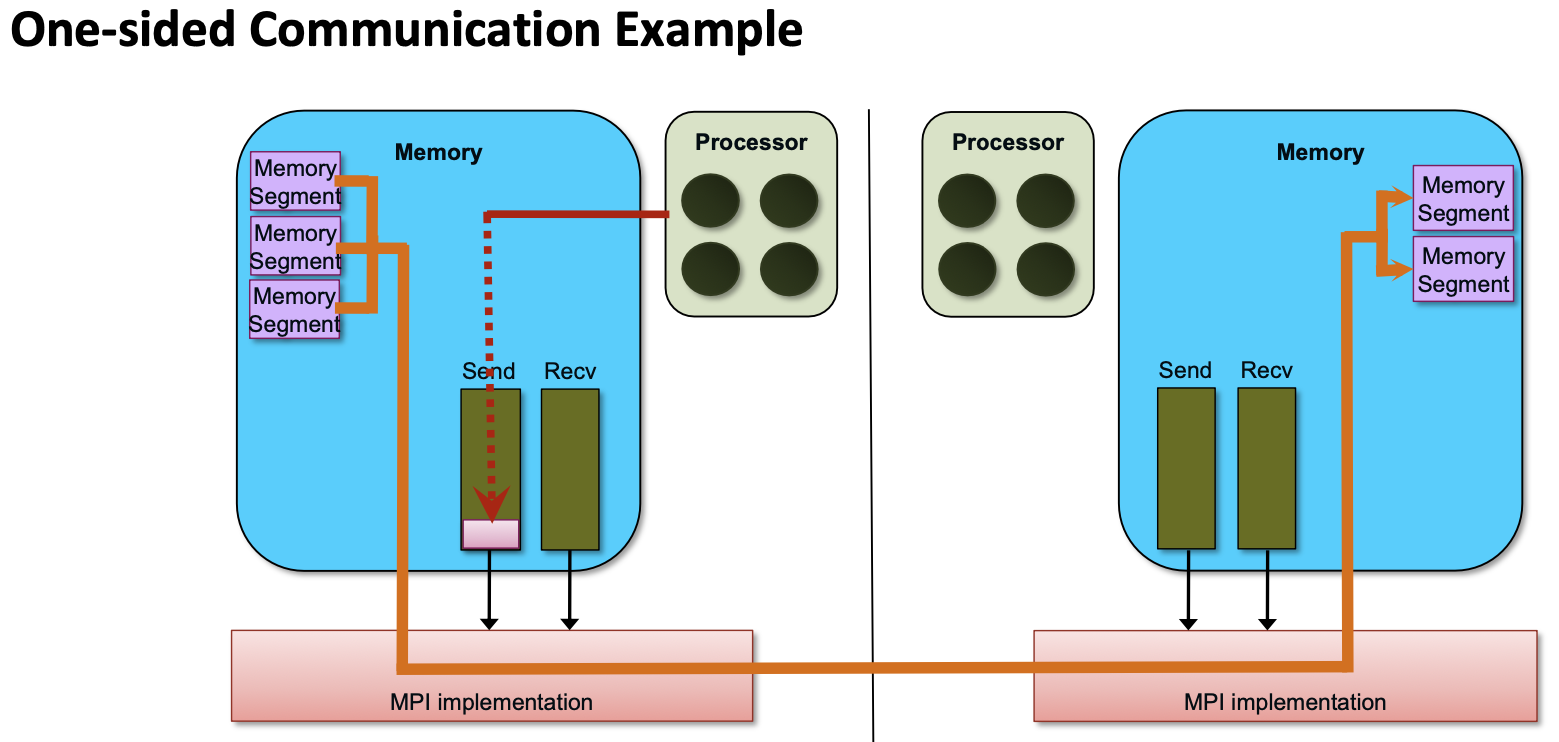 One-sided Communication Example
Memory
Processor
Memory
Segment
Memory
Segment
Memory
Segment
Send
Recv
MPI implementation
Processor
Memory
Memory
Segment
Memory
Segment
Send
Recv
MPI implementation